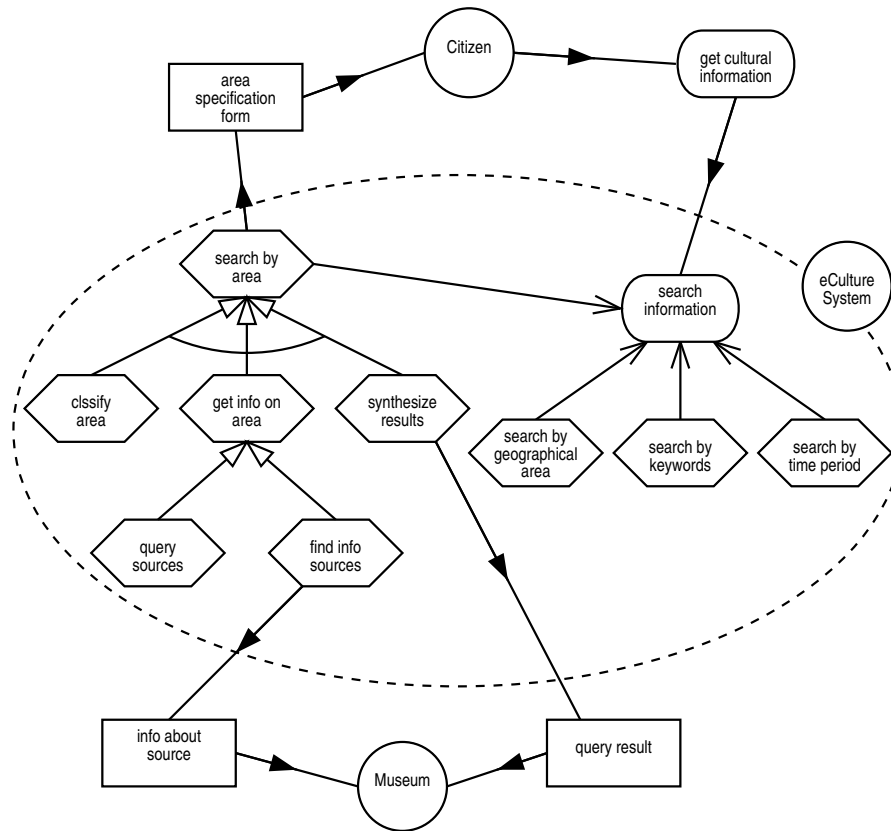 Citizen
get cultural
information
area
specification
form
search by
area
eCulture
System
search
information
clssify
area
get info on
area
synthesize
results
search by
geographical
area
search by
keywords
search by
time period
query
sources
find info
sources
info about
source
query result
Museum